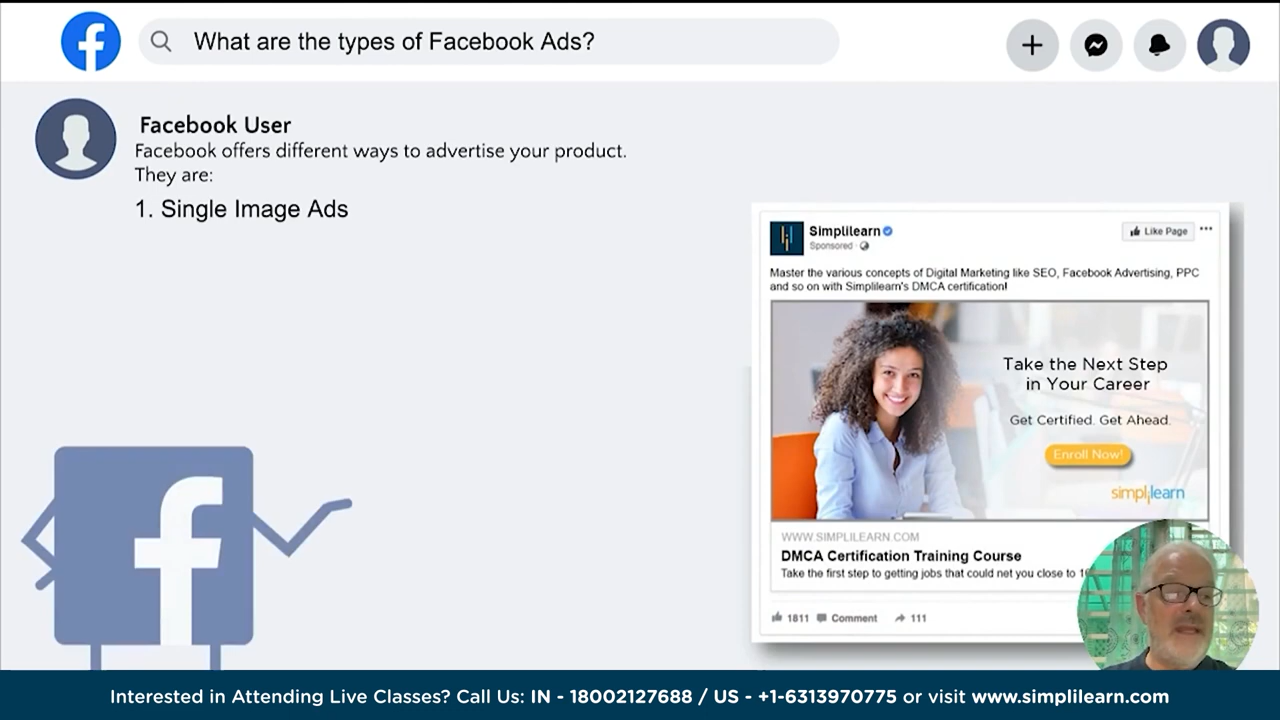 What are the types of Facebook Ads?
Facebook User
Facebook offers different ways to advertise your product.
They are:
1. Single Image Ads
Simplilearn
Sponsored ·
Like Page
Master the various concepts of Digital Marketing like SEO, Facebook Advertising, PPC
and so on with Simplilearn's DMCA certification!
Take the Next Step
in Your Career
Get Certified. Get Ahead.
Enroll Now!
simplilearn
WWW.SIMPLILEARN.COM
DMCA Certification Training Course
Take the first step to getting jobs that could net you close to
1811 Comment 111
Interested in Attending Live Classes? Call Us: IN - 18002127688 / US - +1-6313970775 or visit www.simplilearn.com